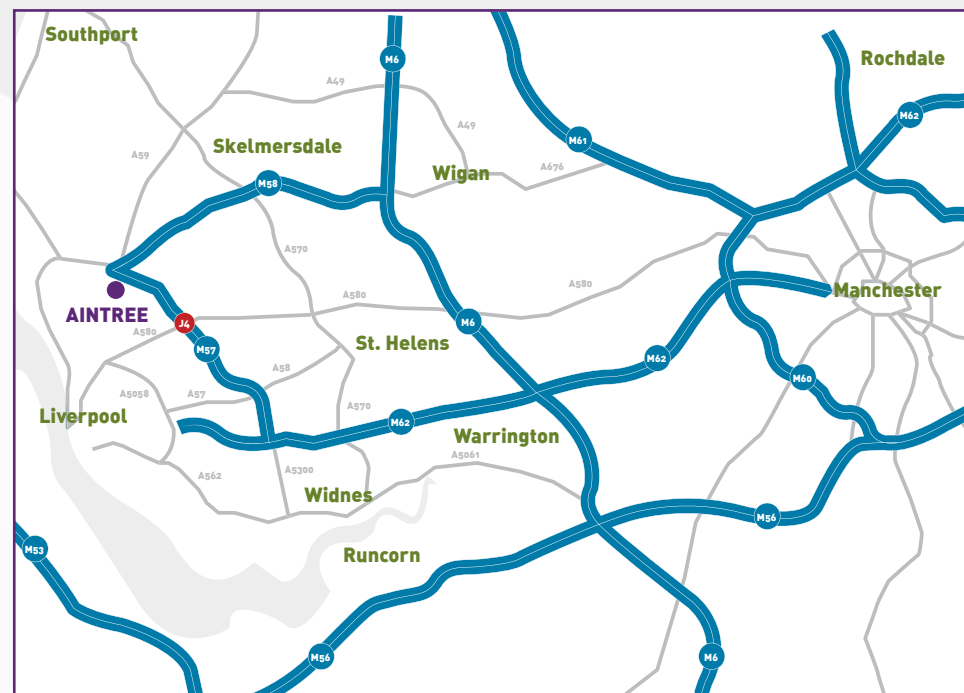 Southport
M6
Rochdale
A49
M62
A49
M61
Skelmersdale
A59
A676
Wigan
M58
A570
A580
A580
Manchester
AINTREE
J4
M6
A580
St. Helens
M57
M62
A58
M60
A5058
A57
A570
Liverpool
M62
Warrington
A5061
A562
A5300
Widnes
M56
M53
Runcorn
M56
M6